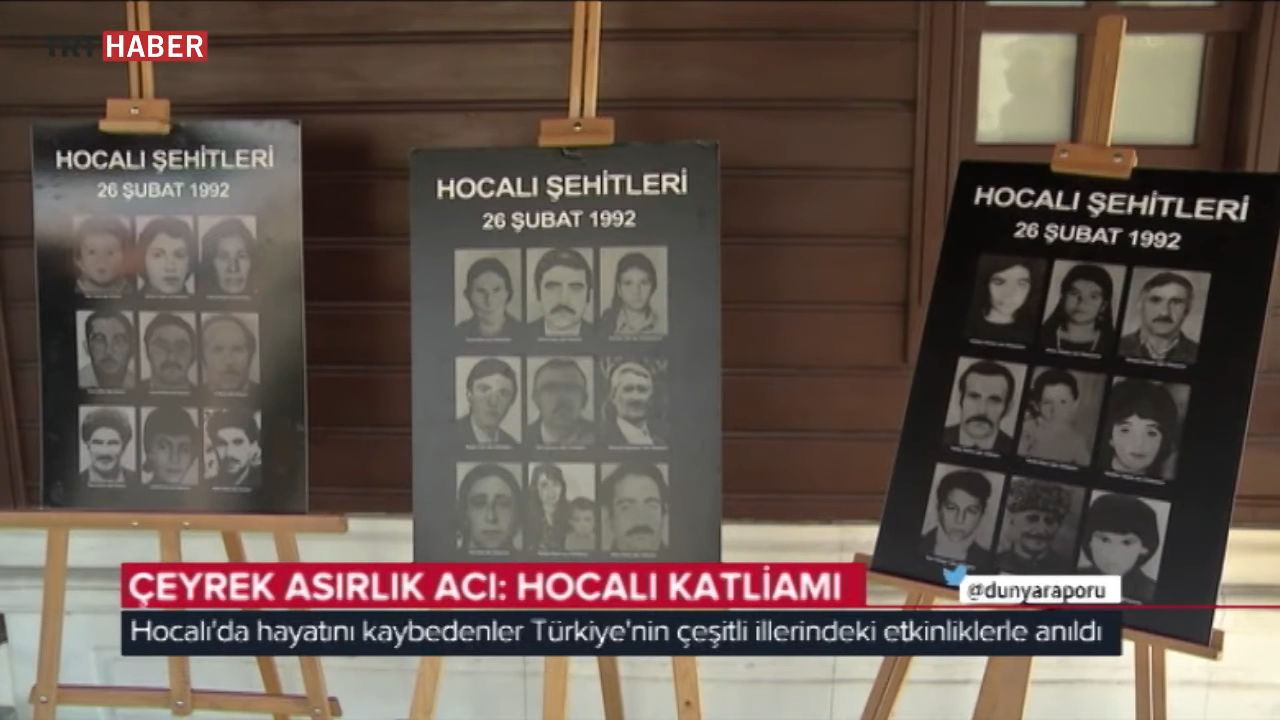 TRT HABER
HOCALI ŞEHİTLERİ
26 ŞUBAT 1992
HOCALI ŞEHİTLERİ
26 ŞUBAT 1992
HOCALI ŞEHİTLERİ
26 ŞUBAT 1992
ÇEYREK ASIRLIK ACI: HOCALI KATLİAMI
@dunyaraporu
Hocalı'da hayatını kaybedenler Türkiye'nin çeşitli illerindeki etkinliklerle anıldı